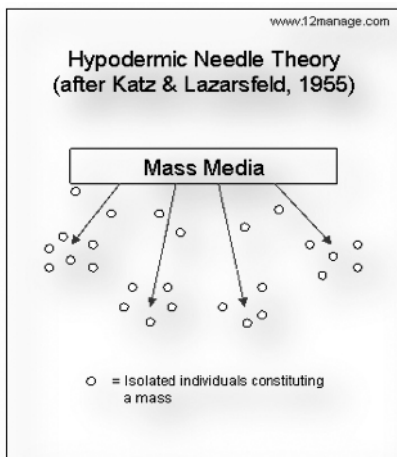 www.12manage.com
Hypodermic Needle Theory
(after Katz & Lazarsfeld, 1955)
Mass Media
= Isolated individuals constituting
a mass